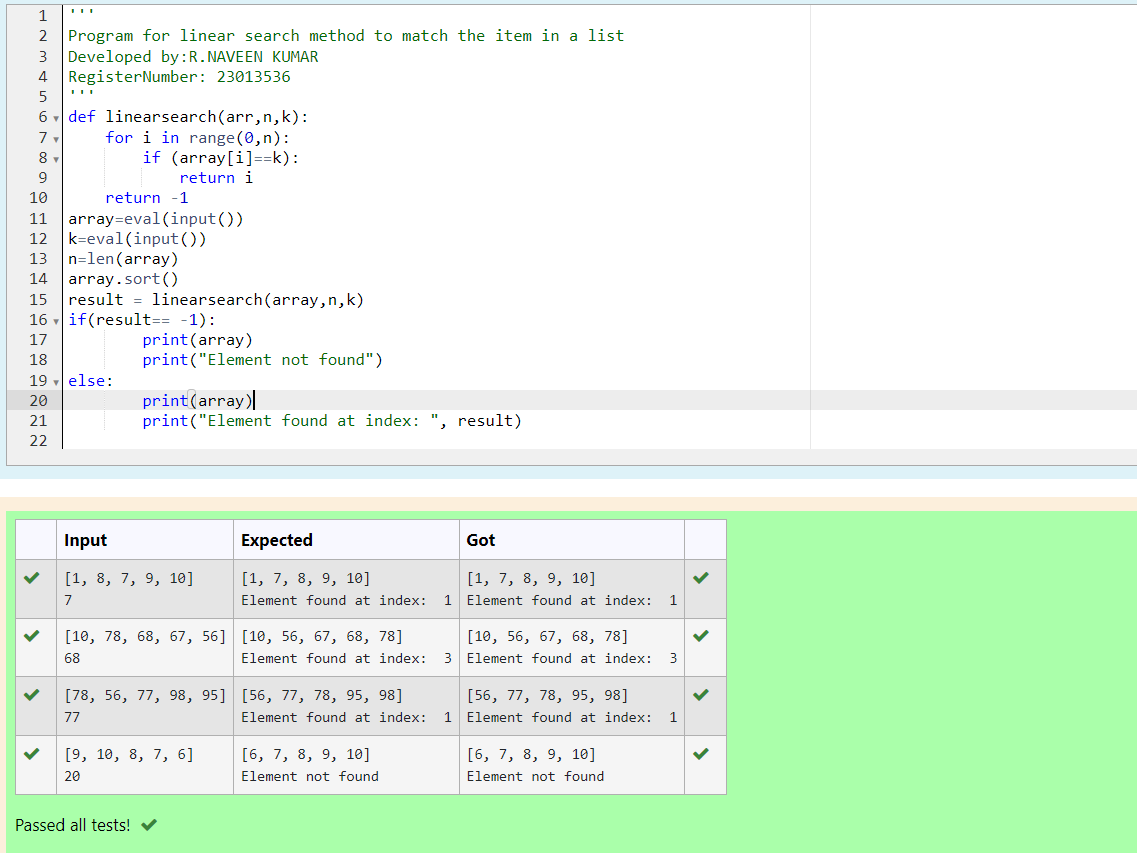 1 '''
2 Program for linear search method to match the item in a list
3 Developed by:R.NAVEEN KUMAR
4 RegisterNumber: 23013536
5 '''
6 def linearsearch(arr,n,k):
7     for i in range(0,n):
8         if (array[i]==k):
9             return i
10     return -1
11 array=eval(input())
12 k=eval(input())
13 n=len(array)
14 array.sort()
15 result = linearsearch(array,n,k)
16 if(result== -1):
17         print(array)
18         print("Element not found")
19 else:
20         print(array)
21         print("Element found at index: ", result)
22
Input Expected Got
[1, 8, 7, 9, 10] [1, 7, 8, 9, 10] [1, 7, 8, 9, 10]
7 Element found at index:  1 Element found at index:  1
[10, 78, 68, 67, 56] [10, 56, 67, 68, 78] [10, 56, 67, 68, 78]
68 Element found at index:  3 Element found at index:  3
[78, 56, 77, 98, 95] [56, 77, 78, 95, 98] [56, 77, 78, 95, 98]
77 Element found at index:  1 Element found at index:  1
[9, 10, 8, 7, 6] [6, 7, 8, 9, 10] [6, 7, 8, 9, 10]
20 Element not found Element not found
Passed all tests!